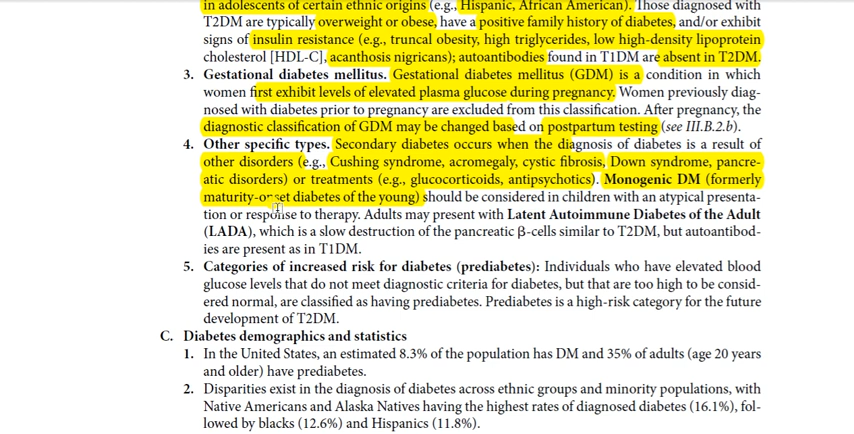 in adolescents of certain ethnic origins (e.g., Hispanic, African American). Those diagnosed with
T2DM are typically overweight or obese, have a positive family history of diabetes, and/or exhibit
signs of insulin resistance (e.g., truncal obesity, high triglycerides, low high-density lipoprotein
cholesterol [HDL-C], acanthosis nigricans); autoantibodies found in T1DM are absent in T2DM.
3. Gestational diabetes mellitus. Gestational diabetes mellitus (GDM) is a condition in which
women first exhibit levels of elevated plasma glucose during pregnancy. Women previously diag-
nosed with diabetes prior to pregnancy are excluded from this classification. After pregnancy, the
diagnostic classification of GDM may be changed based on postpartum testing (see III.B.2.b).
4. Other specific types. Secondary diabetes occurs when the diagnosis of diabetes is a result of
other disorders (e.g., Cushing syndrome, acromegaly, cystic fibrosis, Down syndrome, pancre-
atic disorders) or treatments (e.g., glucocorticoids, antipsychotics). Monogenic DM (formerly
maturity-onset diabetes of the young) should be considered in children with an atypical presenta-
tion or response to therapy. Adults may present with Latent Autoimmune Diabetes of the Adult
(LADA), which is a slow destruction of the pancreatic β-cells similar to T2DM, but autoantibod-
ies are present as in T1DM.
5. Categories of increased risk for diabetes (prediabetes): Individuals who have elevated blood
glucose levels that do not meet diagnostic criteria for diabetes, but that are too high to be consid-
ered normal, are classified as having prediabetes. Prediabetes is a high-risk category for the future
development of T2DM.
C. Diabetes demographics and statistics
1. In the United States, an estimated 8.3% of the population has DM and 35% of adults (age 20 years
and older) have prediabetes.
2. Disparities exist in the diagnosis of diabetes across ethnic groups and minority populations, with
Native Americans and Alaska Natives having the highest rates of diagnosed diabetes (16.1%), fol-
lowed by blacks (12.6%) and Hispanics (11.8%).